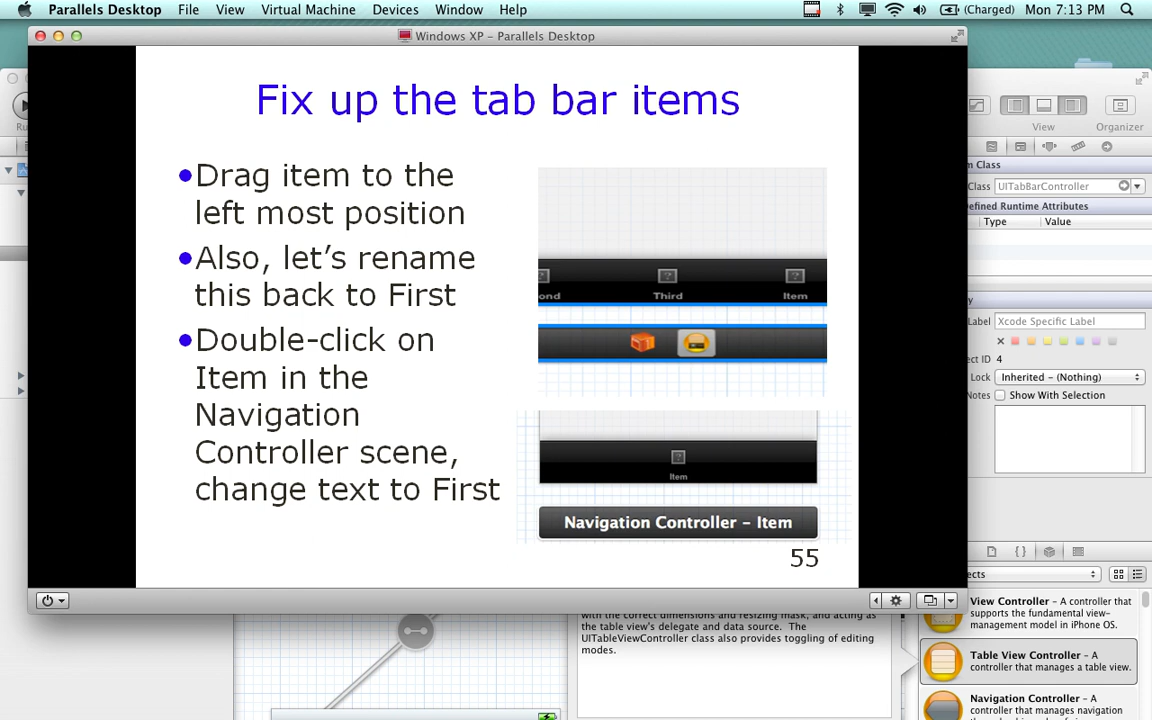 Parallels Desktop File View Virtual Machine Devices Window Help (Charged) Mon 7:13 PM
Windows XP - Parallels Desktop
Fix up the tab bar items
•Drag item to the
left most position
•Also, let's rename
this back to First
•Double-click on
Item in the
Navigation
Controller scene,
change text to First
ond Third Item
Item
Navigation Controller - Item
55
View Organizer
Class
Class UITabBarController
efined Runtime Attributes
Type Value
Label Xcode Specific Label
ect ID 4
Lock Inherited - (Nothing)
Notes Show With Selection
ects
View Controller - A controller that
supports the fundamental view-
management model in iPhone OS.
Table View Controller - A
controller that manages a table view.
Navigation Controller - A
controller that manages navigation
with the correct dimensions and resizing mask, and acting as
the table view's delegate and data source. The
UITableViewController class also provides toggling of editing
modes.